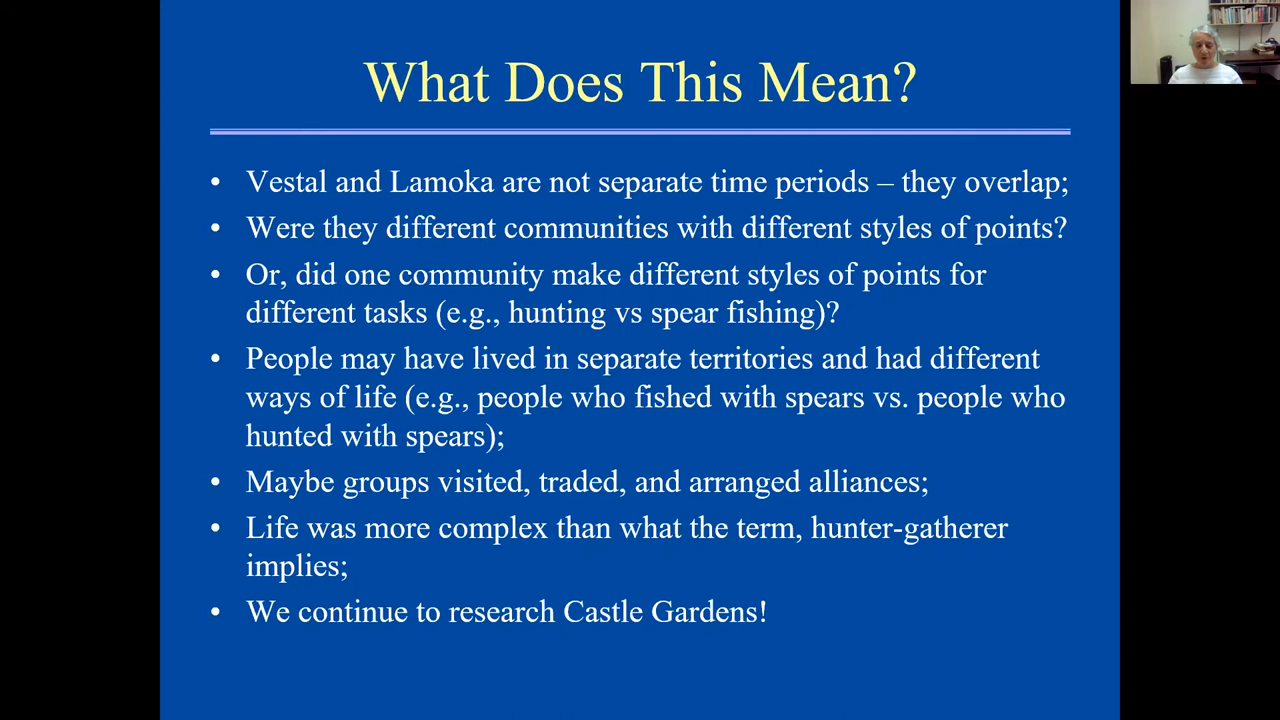 What Does This Mean?
• Vestal and Lamoka are not separate time periods – they overlap;
• Were they different communities with different styles of points?
• Or, did one community make different styles of points for
different tasks (e.g., hunting vs spear fishing)?
• People may have lived in separate territories and had different
ways of life (e.g., people who fished with spears vs. people who
hunted with spears);
• Maybe groups visited, traded, and arranged alliances;
• Life was more complex than what the term, hunter-gatherer
implies;
• We continue to research Castle Gardens!